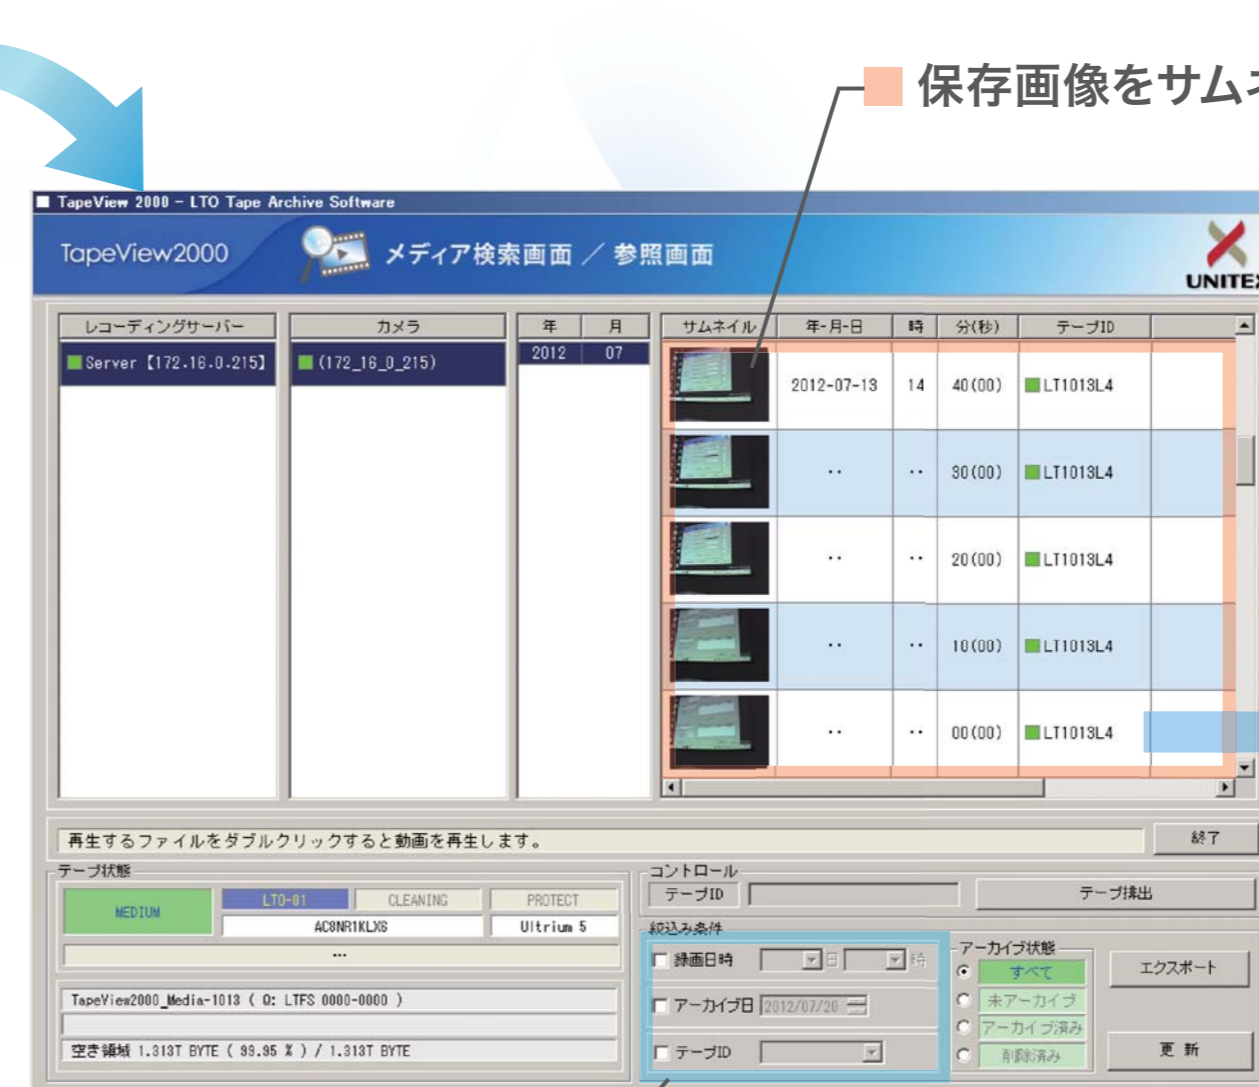 保存画像をサムネ
TapeView 2000 - LTO Tape Archive Software
TapeView2000
メディア検索画面 / 参照画面
UNITEX
レコーディングサーバー カメラ 年 月 サムネイル 年-月-日 時 分(秒) テープID
Server【172.16.0.215】 (172_16_0_215) 2012 07
2012-07-13 14 40(00) LT1013L4
.. .. 30(00) LT1013L4
.. .. 20(00) LT1013L4
.. .. 10(00) LT1013L4
.. .. 00(00) LT1013L4
再生するファイルをダブルクリックすると動画を再生します。
終了
テープ状態
MEDIUM LTO-01 CLEANING PROTECT
AC8NR1KLXG Ultrium 5
...
TapeView2000_Media-1013 ( Q: LTFS 0000-0000 )
空き領域 1.313T BYTE ( 99.95 % ) / 1.313T BYTE
コントロール
テープID テープ排出
絞込み条件
録画日時 日 時
アーカイブ日 2012/07/20
テープID
アーカイブ状態
すべて
未アーカイブ
アーカイブ済み
削除済み
エクスポート
更 新